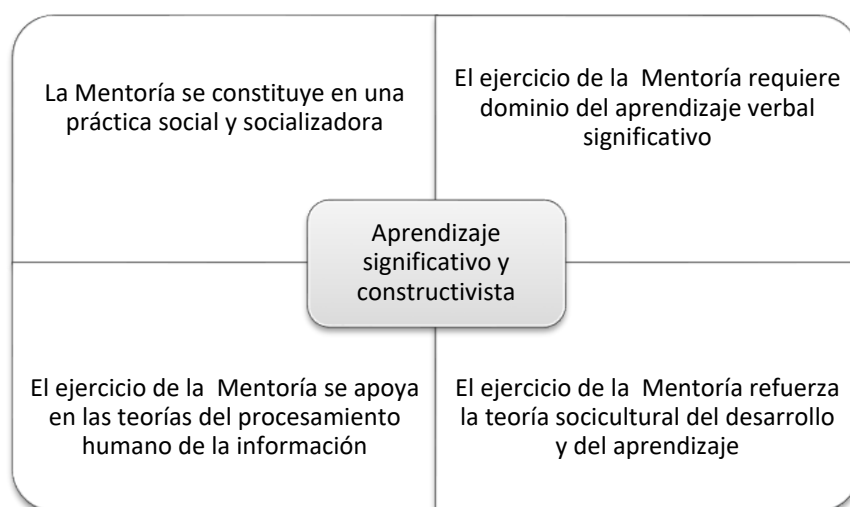 La Mentoría se constituye en una
práctica social y socializadora
El ejercicio de la  Mentoría requiere
dominio del aprendizaje verbal
significativo
Aprendizaje
significativo y
constructivista
El ejercicio de la  Mentoría se apoya
en las teorías del procesamiento
humano de la información
El ejercicio de la  Mentoría refuerza
la teoría socicultural del desarrollo
y del aprendizaje